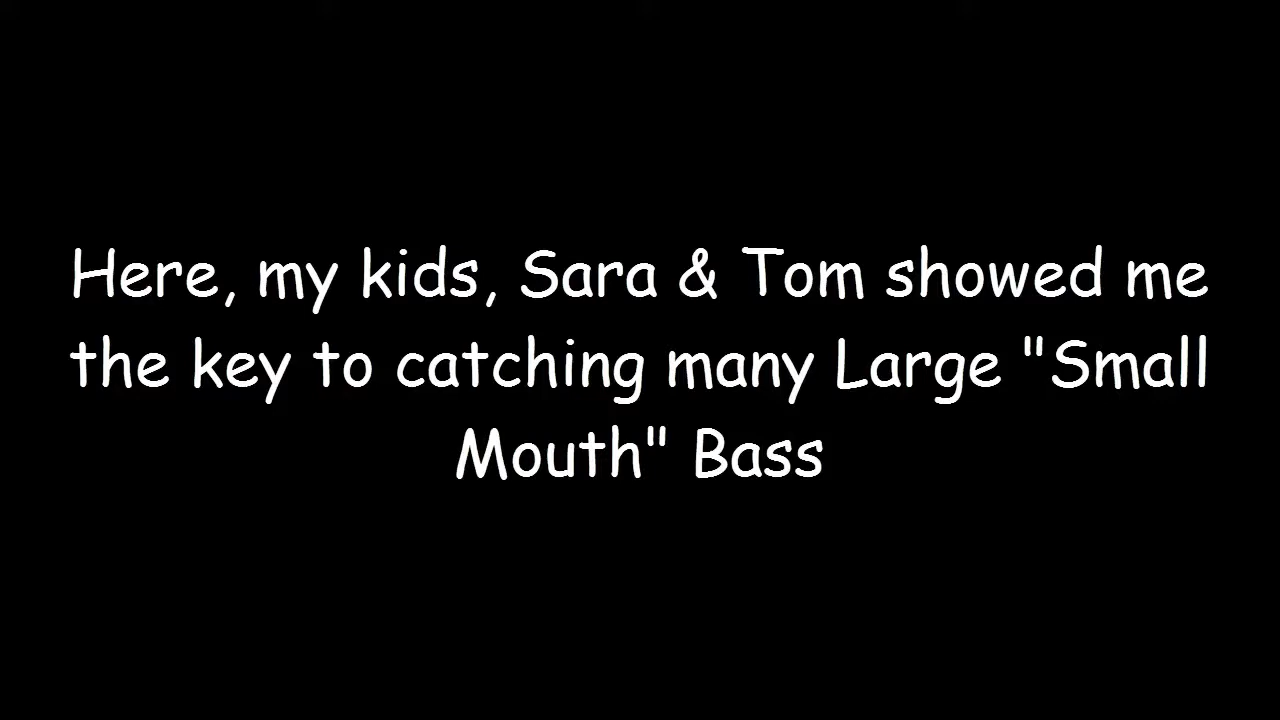 Here, my kids, Sara & Tom showed me
the key to catching many Large "Small
Mouth" Bass